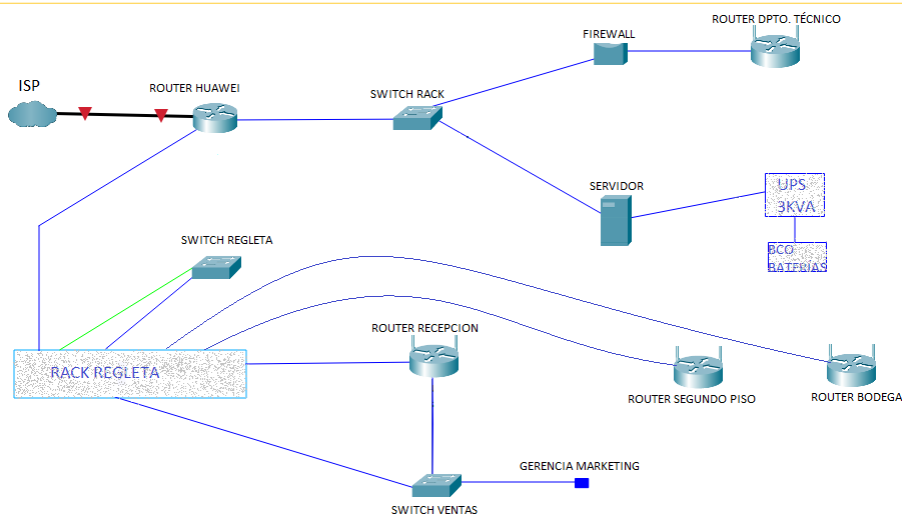 ROUTER DPTO. TÉCNICO
FIREWALL
ISP
ROUTER HUAWEI
SWITCH RACK
SERVIDOR
UPS
3KVA
SWITCH REGLETA
BCO
BATERIAS
ROUTER RECEPCION
RACK REGLETA
ROUTER SEGUNDO PISO
ROUTER BODEGA
GERENCIA MARKETING
SWITCH VENTAS